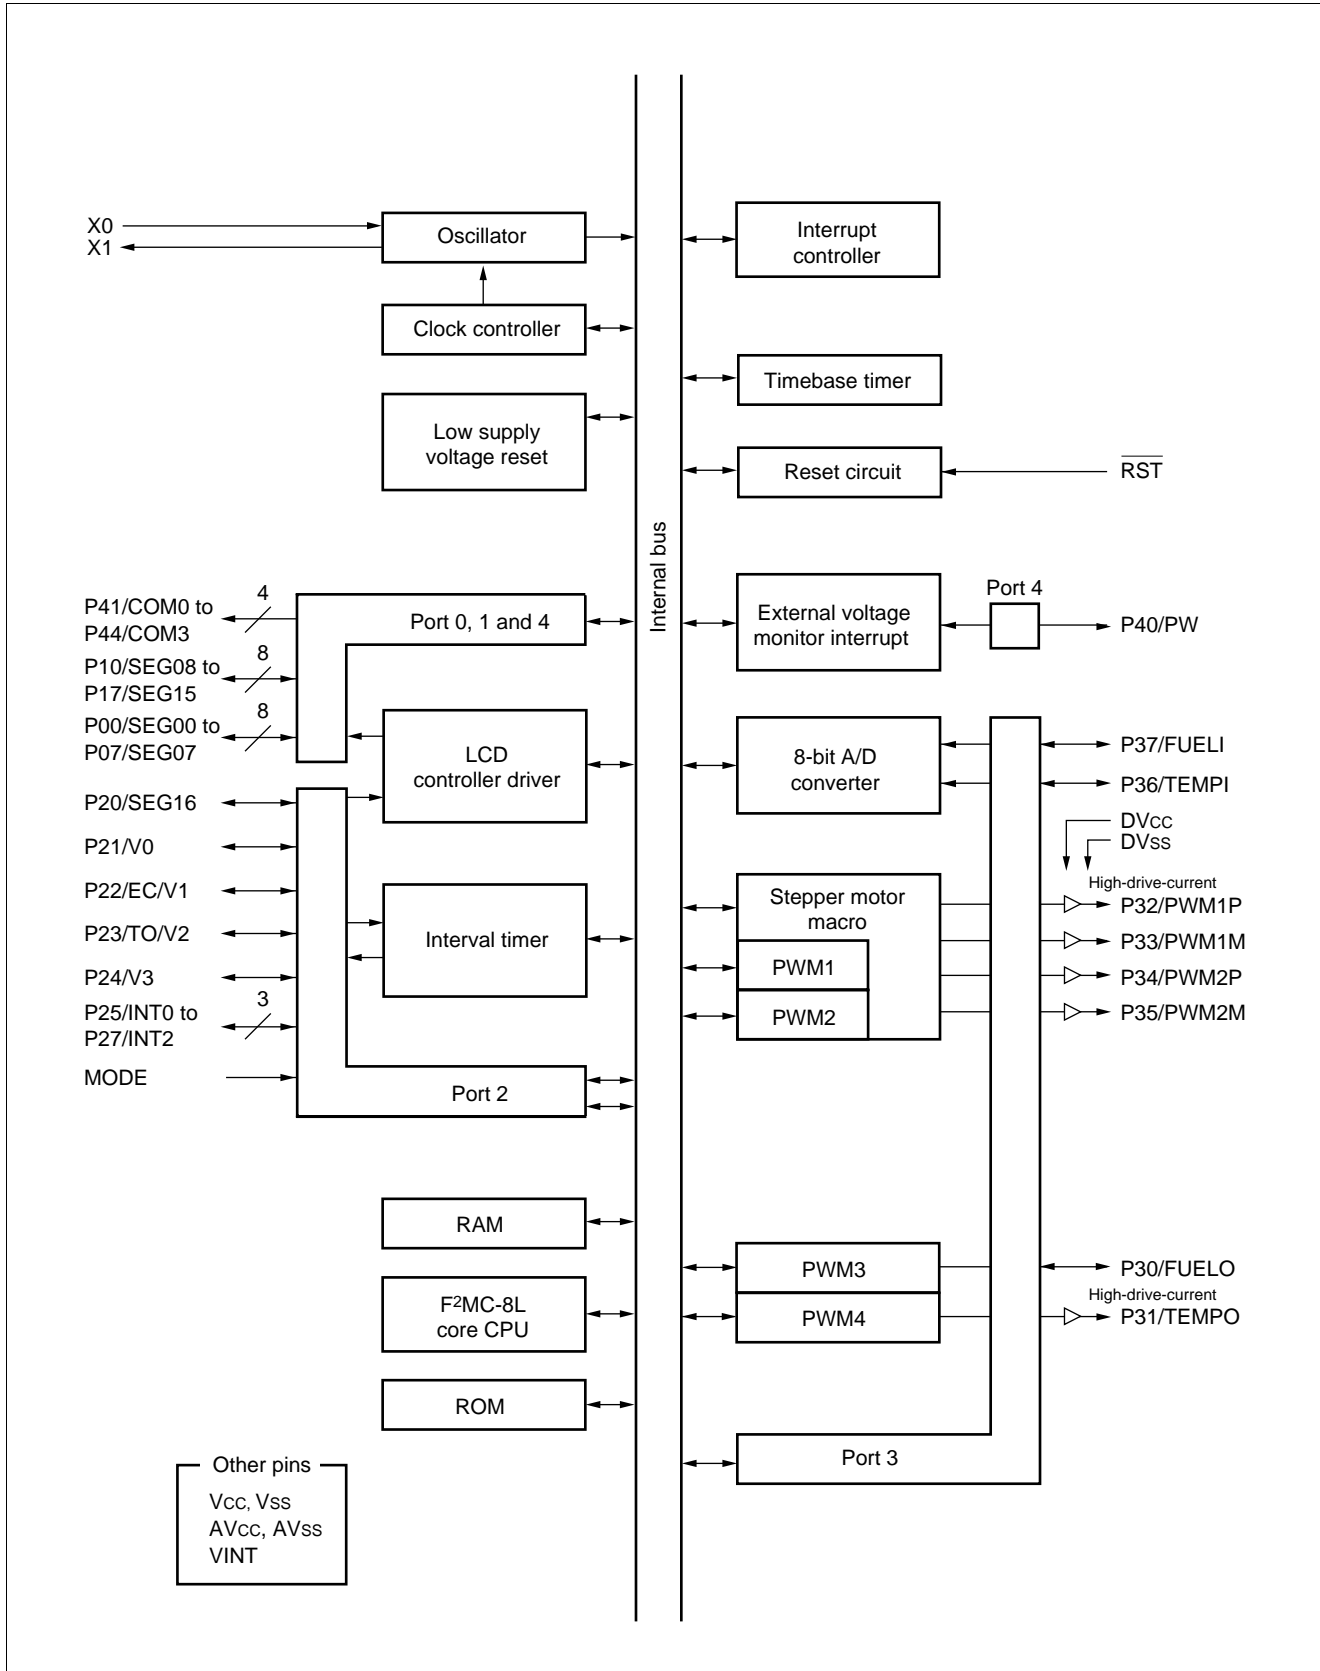 X0
X1
Oscillator
Clock controller
Low supply
voltage reset
Internal bus
Interrupt
controller
Timebase timer
Reset circuit
RST
P41/COM0 to
P44/COM3
4
P10/SEG08 to
P17/SEG15
8
P00/SEG00 to
P07/SEG07
8
Port 0, 1 and 4
LCD
controller driver
P20/SEG16
P21/V0
P22/EC/V1
P23/TO/V2
P24/V3
P25/INT0 to
P27/INT2
3
MODE
Interval timer
Port 2
External voltage
monitor interrupt
Port 4
P40/PW
8-bit A/D
converter
P37/FUELI
P36/TEMPI
DVCC
DVSS
High-drive-current
Stepper motor
macro
PWM1
PWM2
P32/PWM1P
P33/PWM1M
P34/PWM2P
P35/PWM2M
RAM
F²MC-8L
core CPU
ROM
PWM3
PWM4
P30/FUELO
High-drive-current
P31/TEMPO
Port 3
Other pins
VCC, VSS
AVCC, AVSS
VINT